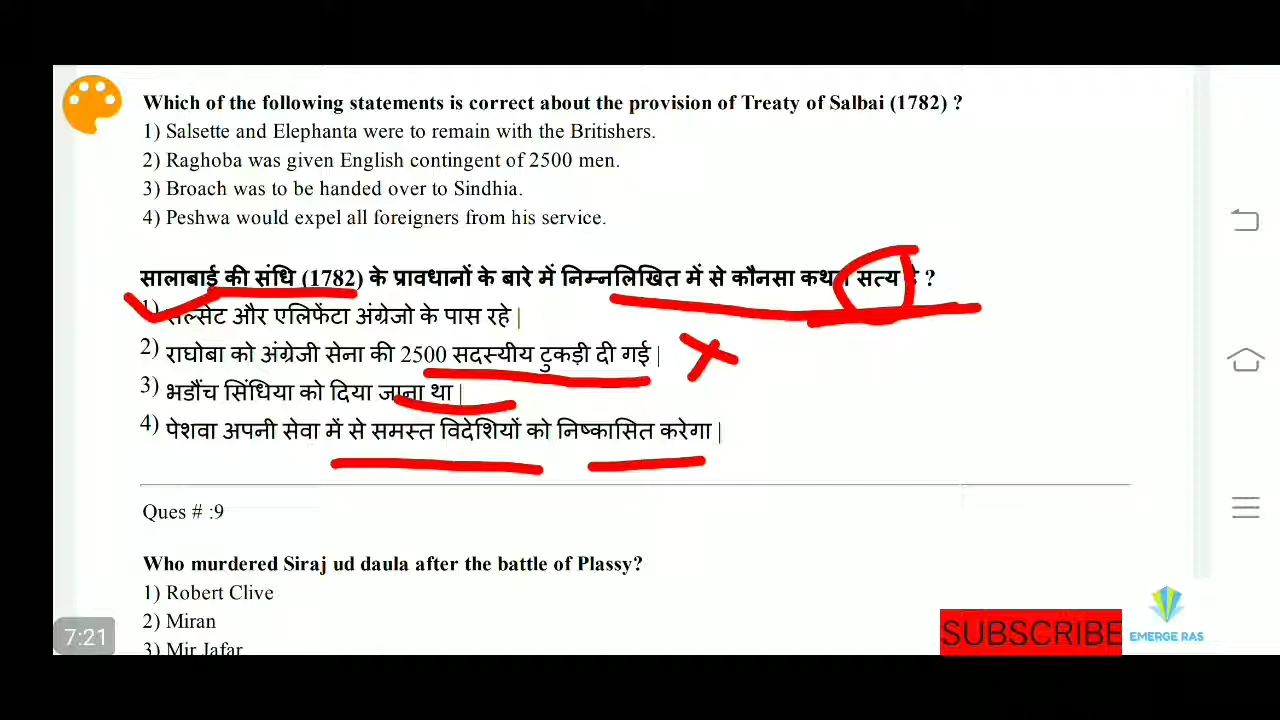 Which of the following statements is correct about the provision of Treaty of Salbai (1782) ?
1) Salsette and Elephanta were to remain with the Britishers.
2) Raghoba was given English contingent of 2500 men.
3) Broach was to be handed over to Sindhia.
4) Peshwa would expel all foreigners from his service.
सालाबाई की संधि (1782) के प्रावधानों के बारे में निम्नलिखित में से कौनसा कथन सत्य है ?
1) सल्सेट और एलिफेंटा अंग्रेजो के पास रहे |
2) राघोबा को अंग्रेजी सेना की 2500 सदस्यीय टुकड़ी दी गई |
3) भडौंच सिंधिया को दिया जाना था |
4) पेशवा अपनी सेवा में से समस्त विदेशियों को निष्कासित करेगा |
Ques # :9
Who murdered Siraj ud daula after the battle of Plassy?
1) Robert Clive
2) Miran
3) Mir Jafar
7:21
SUBSCRIBE
EMERGE RAS